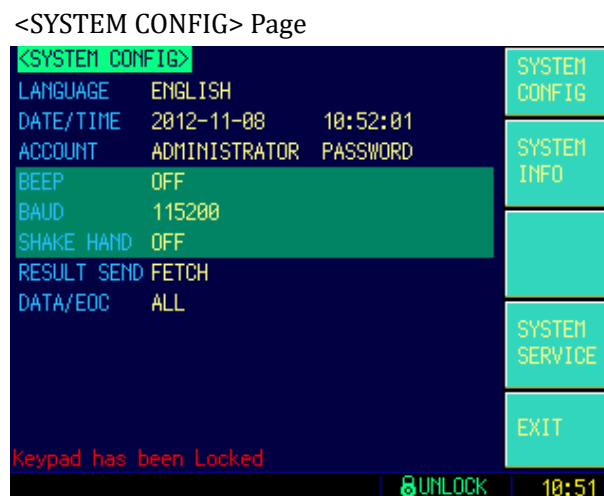 <SYSTEM CONFIG> Page
<SYSTEM CONFIG>
LANGUAGE ENGLISH
DATE/TIME 2012-11-08 10:52:01
ACCOUNT ADMINISTRATOR PASSWORD
BEEP OFF
BAUD 115200
SHAKE HAND OFF
RESULT SEND FETCH
DATA/EOC ALL
Keypad has been Locked
SYSTEM
CONFIG
SYSTEM
INFO
SYSTEM
SERVICE
EXIT
UNLOCK 10:51